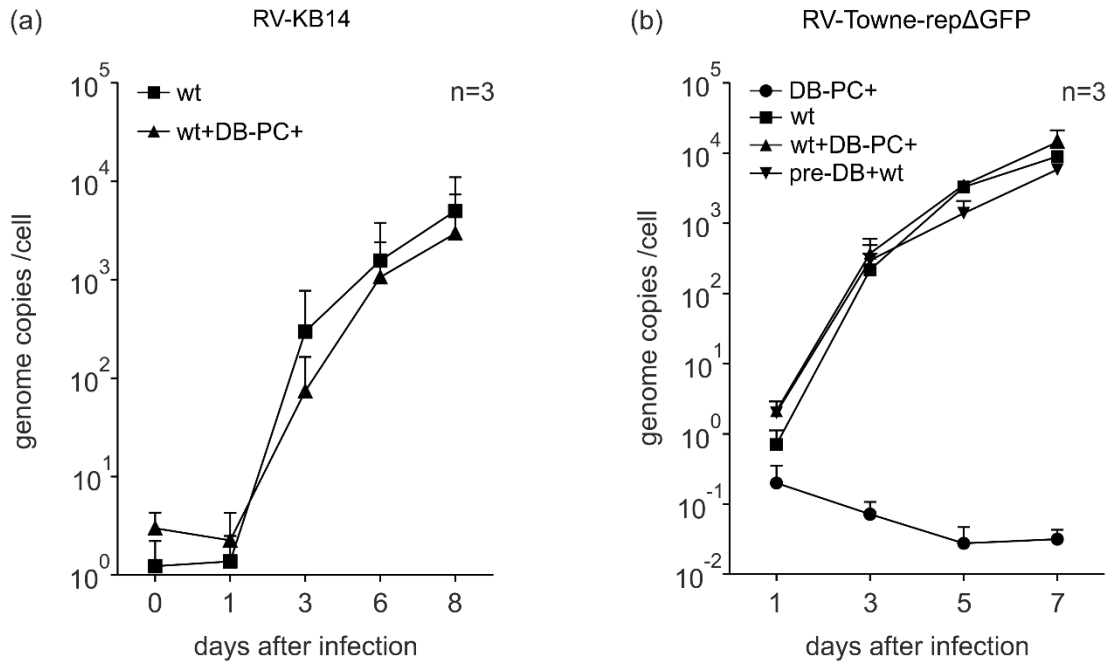 (a) RV-KB14
wt
wt+DB-PC+
n=3
genome copies /cell
10^5
10^4
10^3
10^2
10^1
10^0
0 1 3 6 8
days after infection
(b) RV-Towne-repΔGFP
DB-PC+
wt
wt+DB-PC+
pre-DB+wt
n=3
genome copies /cell
10^5
10^4
10^3
10^2
10^1
10^0
10^-1
10^-2
1 3 5 7
days after infection